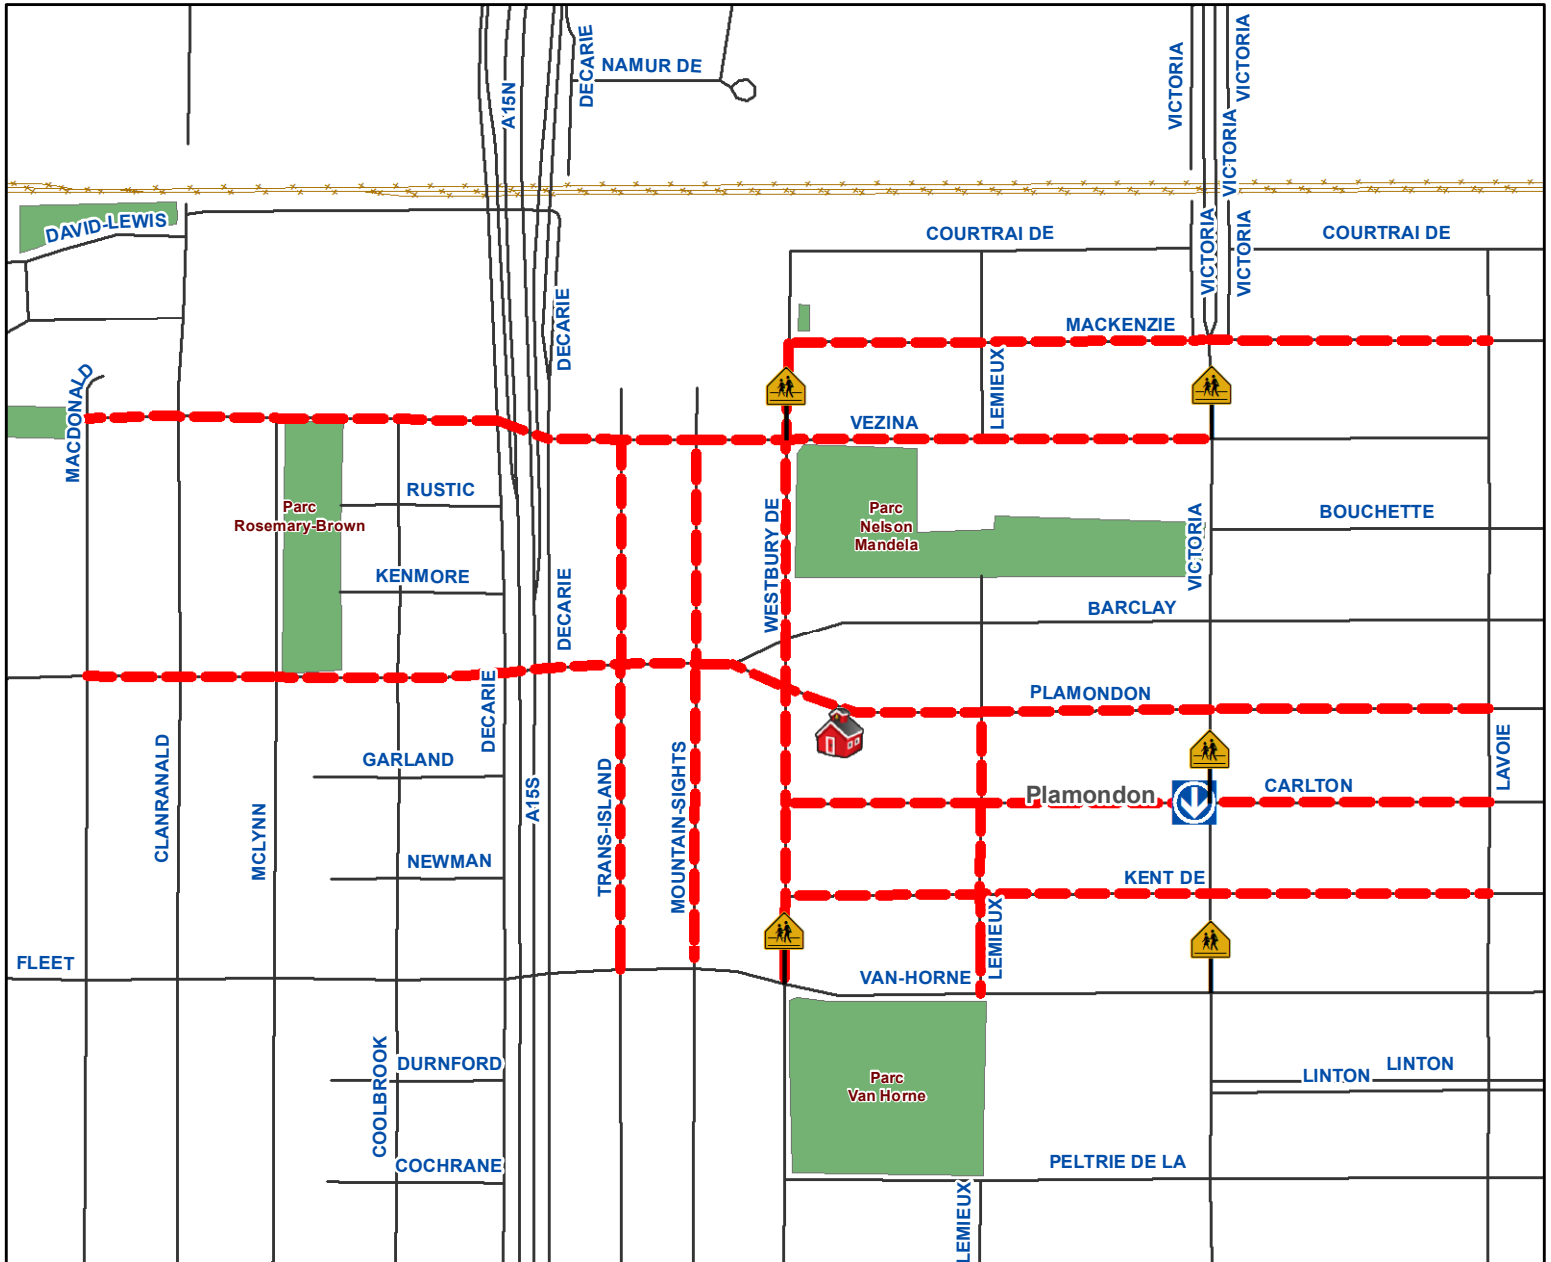 DECARIE
NAMUR DE
A15N
VICTORIA
VICTORIA
VICTORIA
DAVID-LEWIS
COURTRAI DE
COURTRAI DE
VICTORIA
VICTORIA
DECARIE
MACKENZIE
LEMIEUX
MACDONALD
VEZINA
RUSTIC
Parc
Rosemary-Brown
Parc
Nelson
Mandela
BOUCHETTE
WESTBURY DE
VICTORIA
KENMORE
DECARIE
BARCLAY
DECARIE
PLAMONDON
GARLAND
CLANRANALD
MCLYNN
A15S
TRANS-ISLAND
MOUNTAIN-SIGHTS
LAVOIE
Plamondon
CARLTON
NEWMAN
KENT DE
LEMIEUX
FLEET
VAN-HORNE
COOLBROOK
DURNFORD
Parc
Van Horne
LINTON
LINTON
COCHRANE
PELTRIE DE LA
LEMIEUX